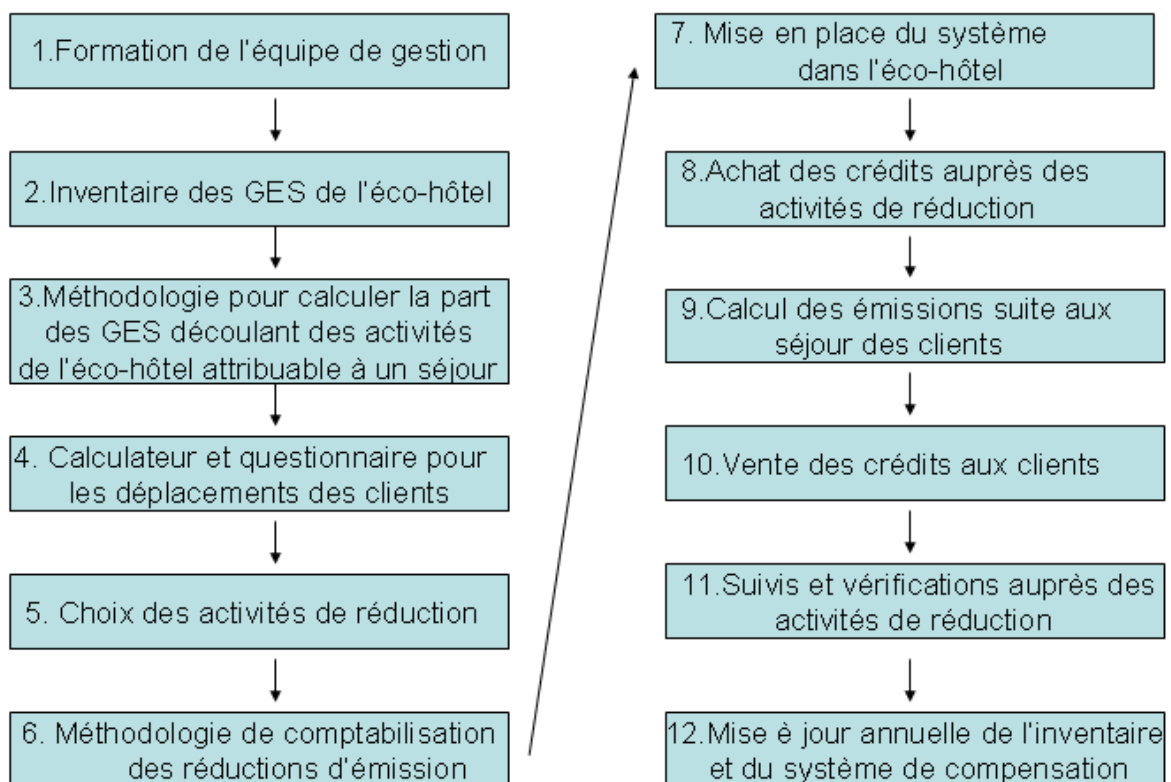 1.Formation de l'équipe de gestion
2.Inventaire des GES de l'éco-hôtel
3.Méthodologie pour calculer la part
des GES découlant des activités
de l'éco-hôtel attribuable à un séjour
4. Calculateur et questionnaire pour
les déplacements des clients
5. Choix des activités de réduction
6. Méthodologie de comptabilisation
des réductions d'émission
7. Mise en place du système
dans l'éco-hôtel
8.Achat des crédits auprès des
activités de réduction
9.Calcul des émissions suite aux
séjour des clients
10.Vente des crédits aux clients
11.Suivis et vérifications auprès des
activités de réduction
12.Mise è jour annuelle de l'inventaire
et du système de compensation